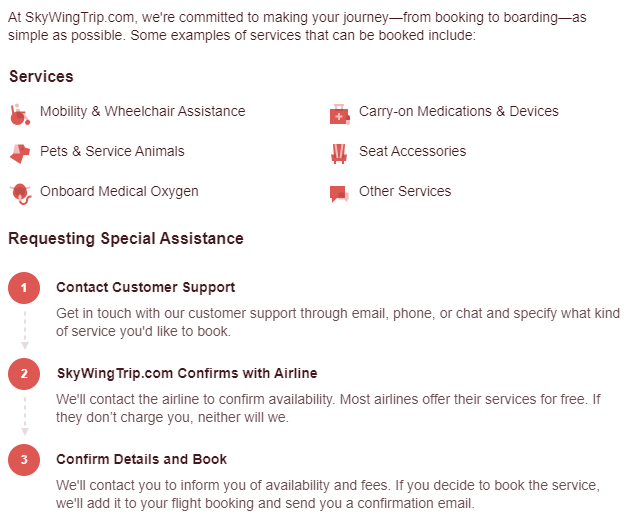 At SkyWingTrip.com, we're committed to making your journey—from booking to boarding—as
simple as possible. Some examples of services that can be booked include:
Services
Mobility & Wheelchair Assistance
Carry-on Medications & Devices
Pets & Service Animals
Seat Accessories
Onboard Medical Oxygen
Other Services
Requesting Special Assistance
1
Contact Customer Support
Get in touch with our customer support through email, phone, or chat and specify what kind
of service you'd like to book.
2
SkyWingTrip.com Confirms with Airline
We'll contact the airline to confirm availability. Most airlines offer their services for free. If
they don’t charge you, neither will we.
3
Confirm Details and Book
We'll contact you to inform you of availability and fees. If you decide to book the service,
we'll add it to your flight booking and send you a confirmation email.